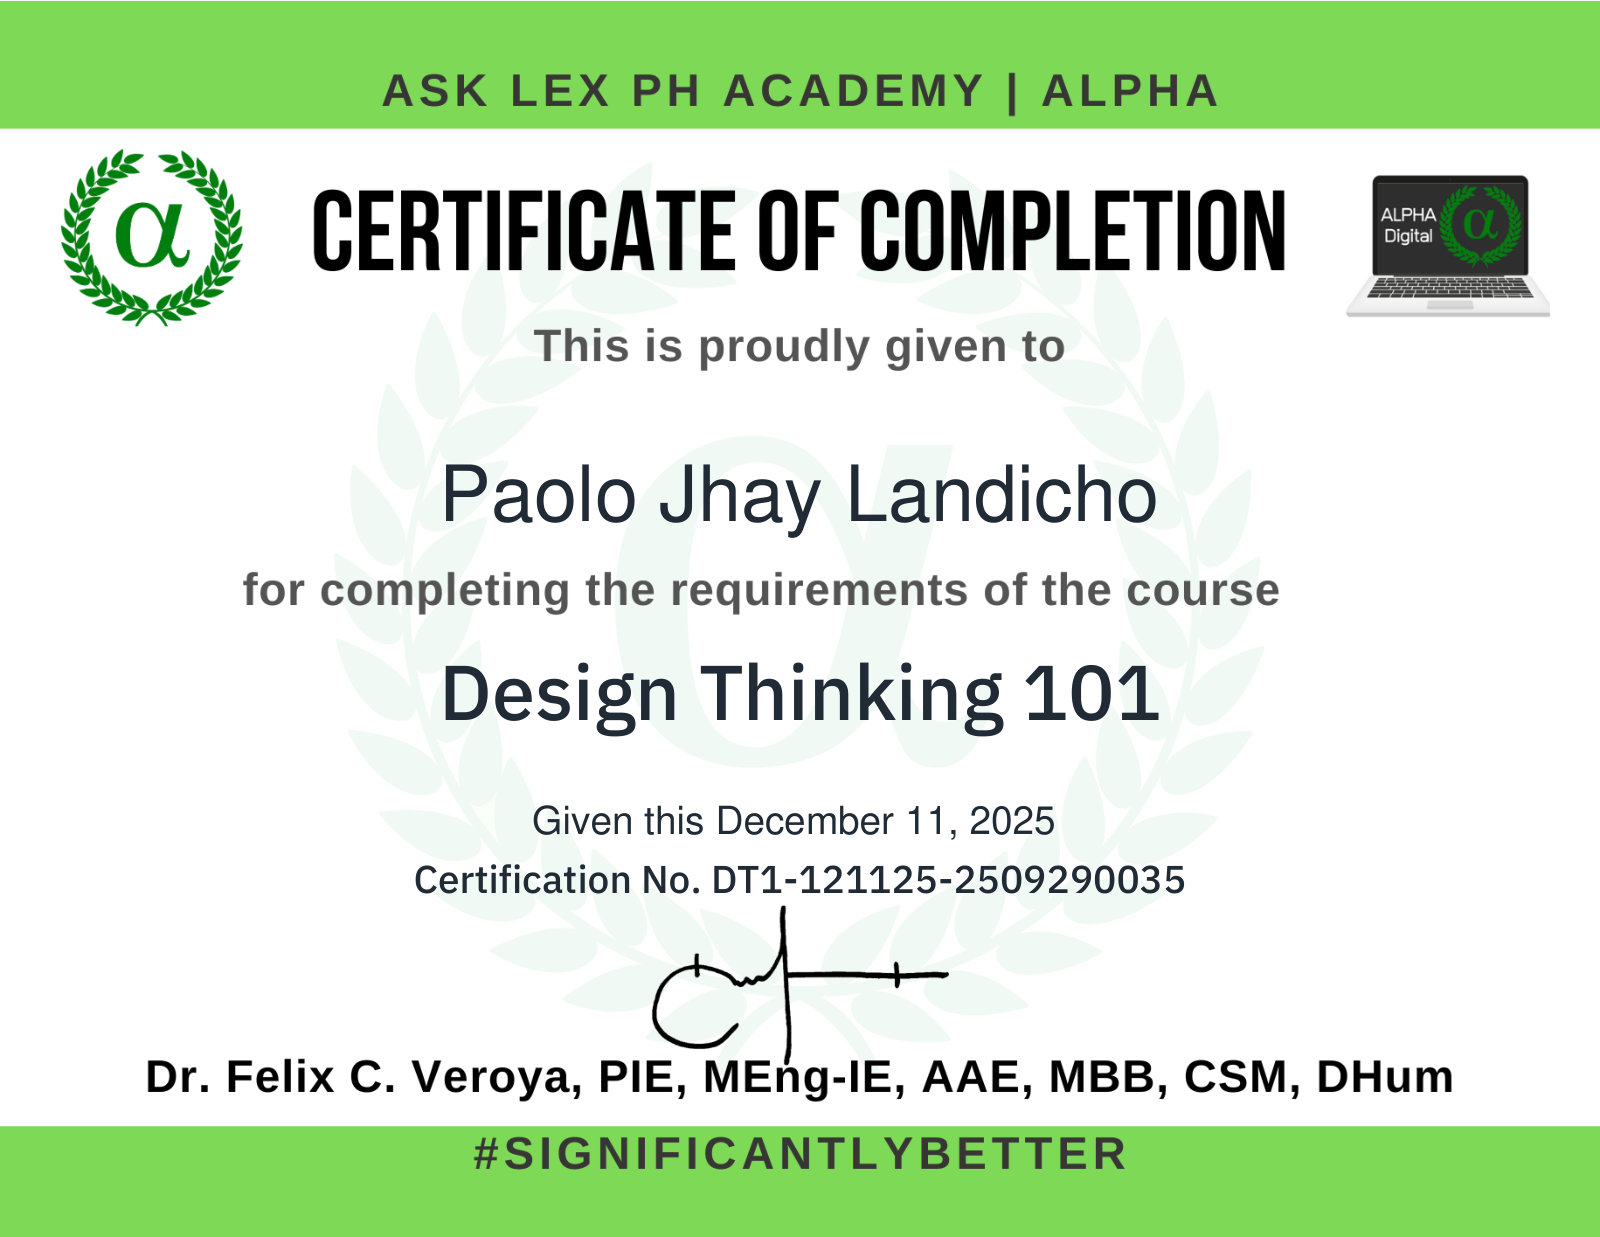 ASK LEX PH ACADEMY | ALPHA
α
CERTIFICATE OF COMPLETION
ALPHA
Digital
α
This is proudly given to
Paolo Jhay Landicho
for completing the requirements of the course
Design Thinking 101
Given this December 11, 2025
Certification No. DT1-121125-2509290035
Dr. Felix C. Veroya, PIE, MEng-IE, AAE, MBB, CSM, DHum
#SIGNIFICANTLYBETTER